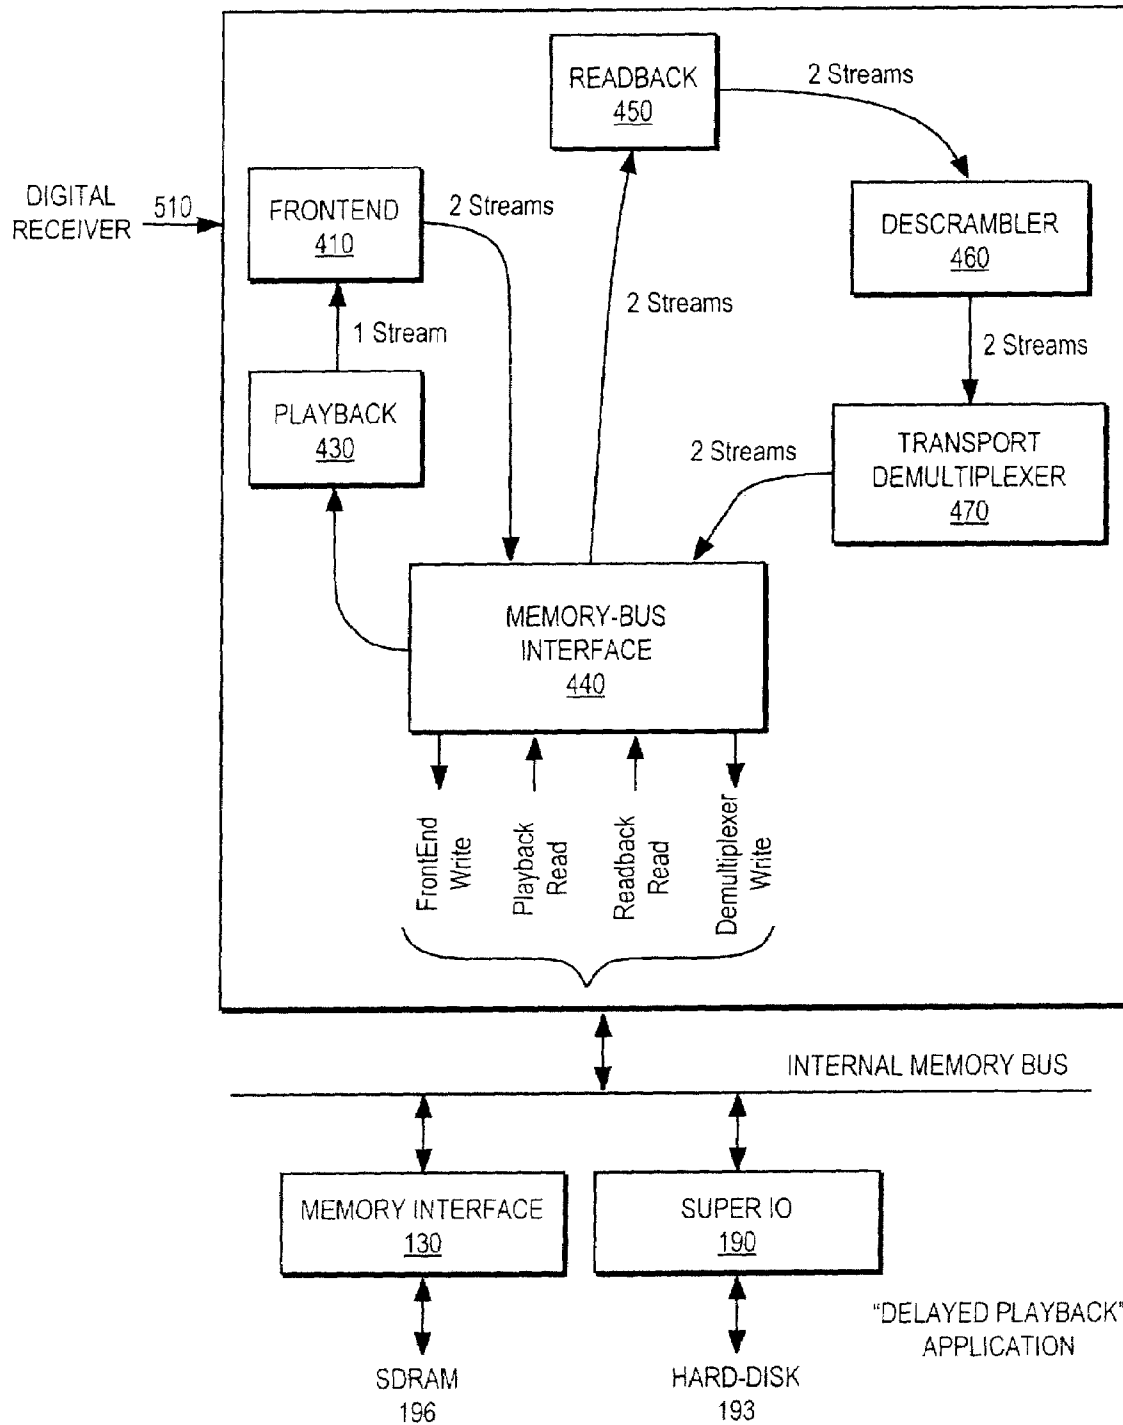 READBACK
450
2 Streams
DIGITAL
RECEIVER
510
FRONTEND
410
2 Streams
DESCRAMBLER
460
2 Streams
1 Stream
2 Streams
PLAYBACK
430
TRANSPORT
DEMULTIPLEXER
470
2 Streams
MEMORY-BUS
INTERFACE
440
FrontEnd
Write
Playback
Read
Readback
Read
Demultiplexer
Write
INTERNAL MEMORY BUS
MEMORY INTERFACE
130
SUPER IO
190
"DELAYED PLAYBACK"
APPLICATION
SDRAM
196
HARD-DISK
193